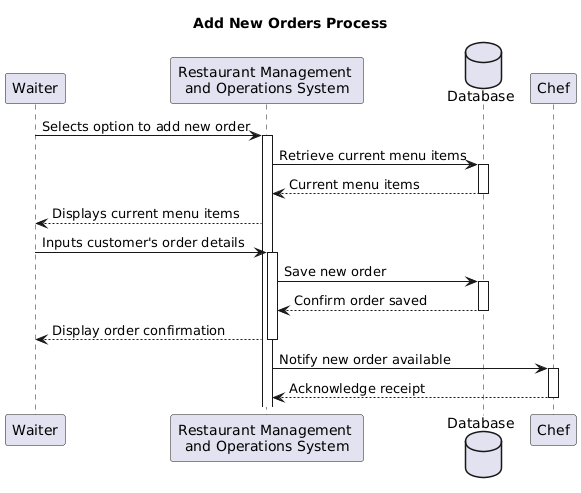 Add New Orders Process
Waiter
Restaurant Management
and Operations System
Database
Chef
Selects option to add new order
Retrieve current menu items
Current menu items
Displays current menu items
Inputs customer's order details
Save new order
Confirm order saved
Display order confirmation
Notify new order available
Acknowledge receipt
Waiter
Restaurant Management
and Operations System
Database
Chef